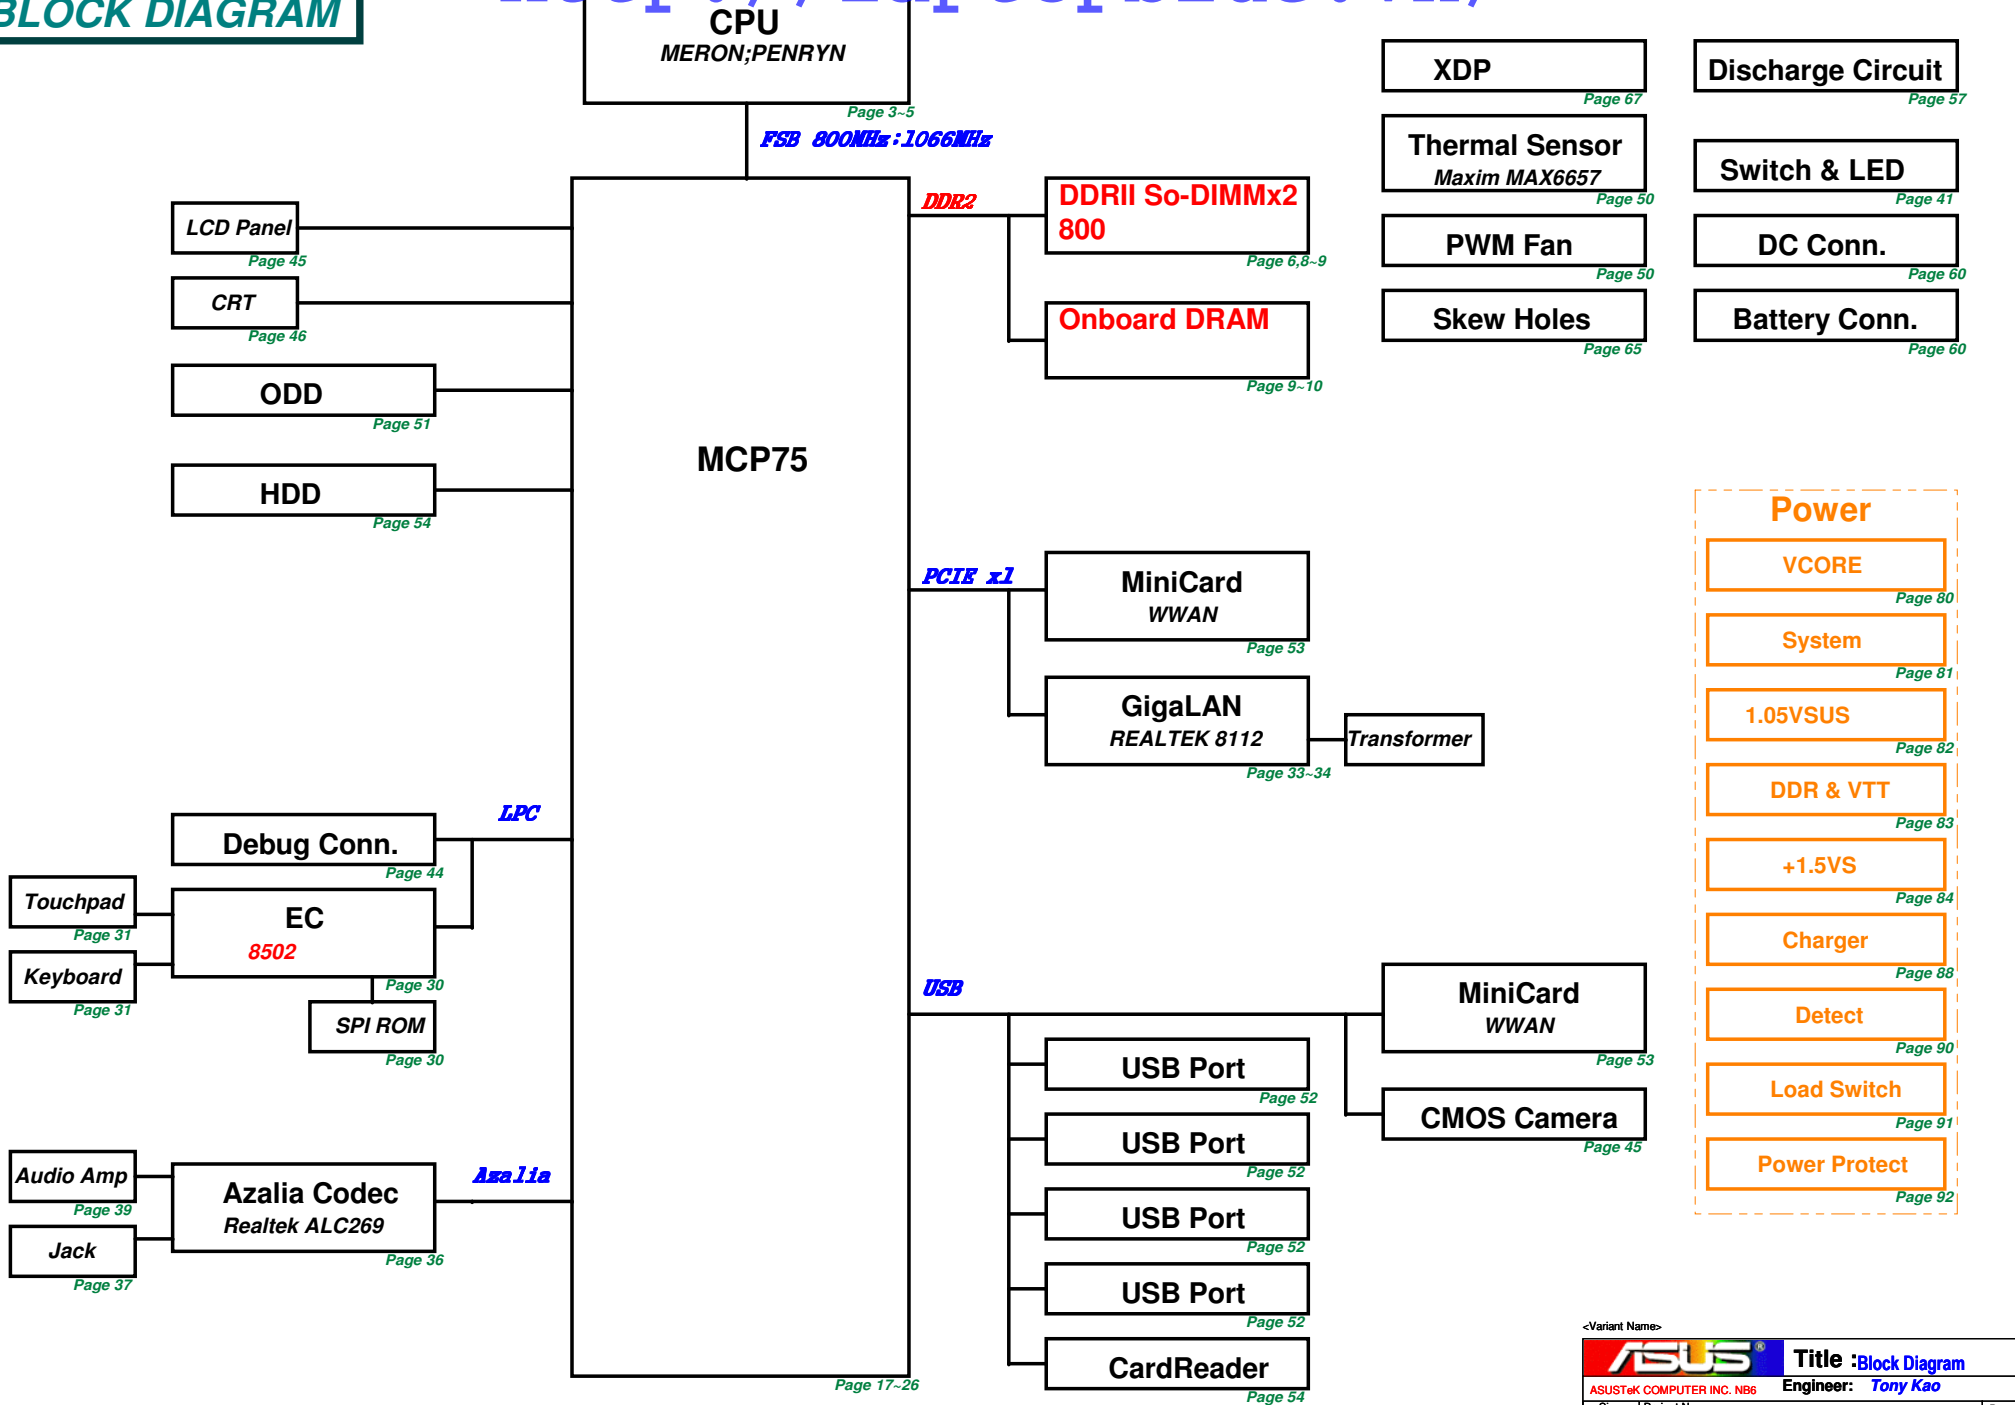 BLOCK DIAGRAM
CPU
MERON;PENRYN
Page 3~5
FSB 800MHz:1066MHz
XDP
Page 67
Discharge Circuit
Page 57
Thermal Sensor
Maxim MAX6657
Page 50
Switch & LED
Page 41
PWM Fan
Page 50
DC Conn.
Page 60
Skew Holes
Page 65
Battery Conn.
Page 60
LCD Panel
Page 45
CRT
Page 46
ODD
Page 51
HDD
Page 54
MCP75
Page 17~26
DDR2
DDRII So-DIMMx2
800
Page 6,8~9
Onboard DRAM
Page 9~10
PCIE x1
MiniCard
WWAN
Page 53
GigaLAN
REALTEK 8112
Page 33~34
Transformer
LPC
Debug Conn.
Page 44
Touchpad
Page 31
EC
8502
Page 30
Keyboard
Page 31
SPI ROM
Page 30
Azalia
Audio Amp
Page 39
Azalia Codec
Realtek ALC269
Page 36
Jack
Page 37
USB
MiniCard
WWAN
Page 53
CMOS Camera
Page 45
USB Port
Page 52
USB Port
Page 52
USB Port
Page 52
USB Port
Page 52
CardReader
Page 54
Power
VCORE
Page 80
System
Page 81
1.05VSUS
Page 82
DDR & VTT
Page 83
+1.5VS
Page 84
Charger
Page 88
Detect
Page 90
Load Switch
Page 91
Power Protect
Page 92
<Variant Name>
ASUS®
Title : Block Diagram
ASUSTeK COMPUTER INC. NB6
Engineer: Tony Kao